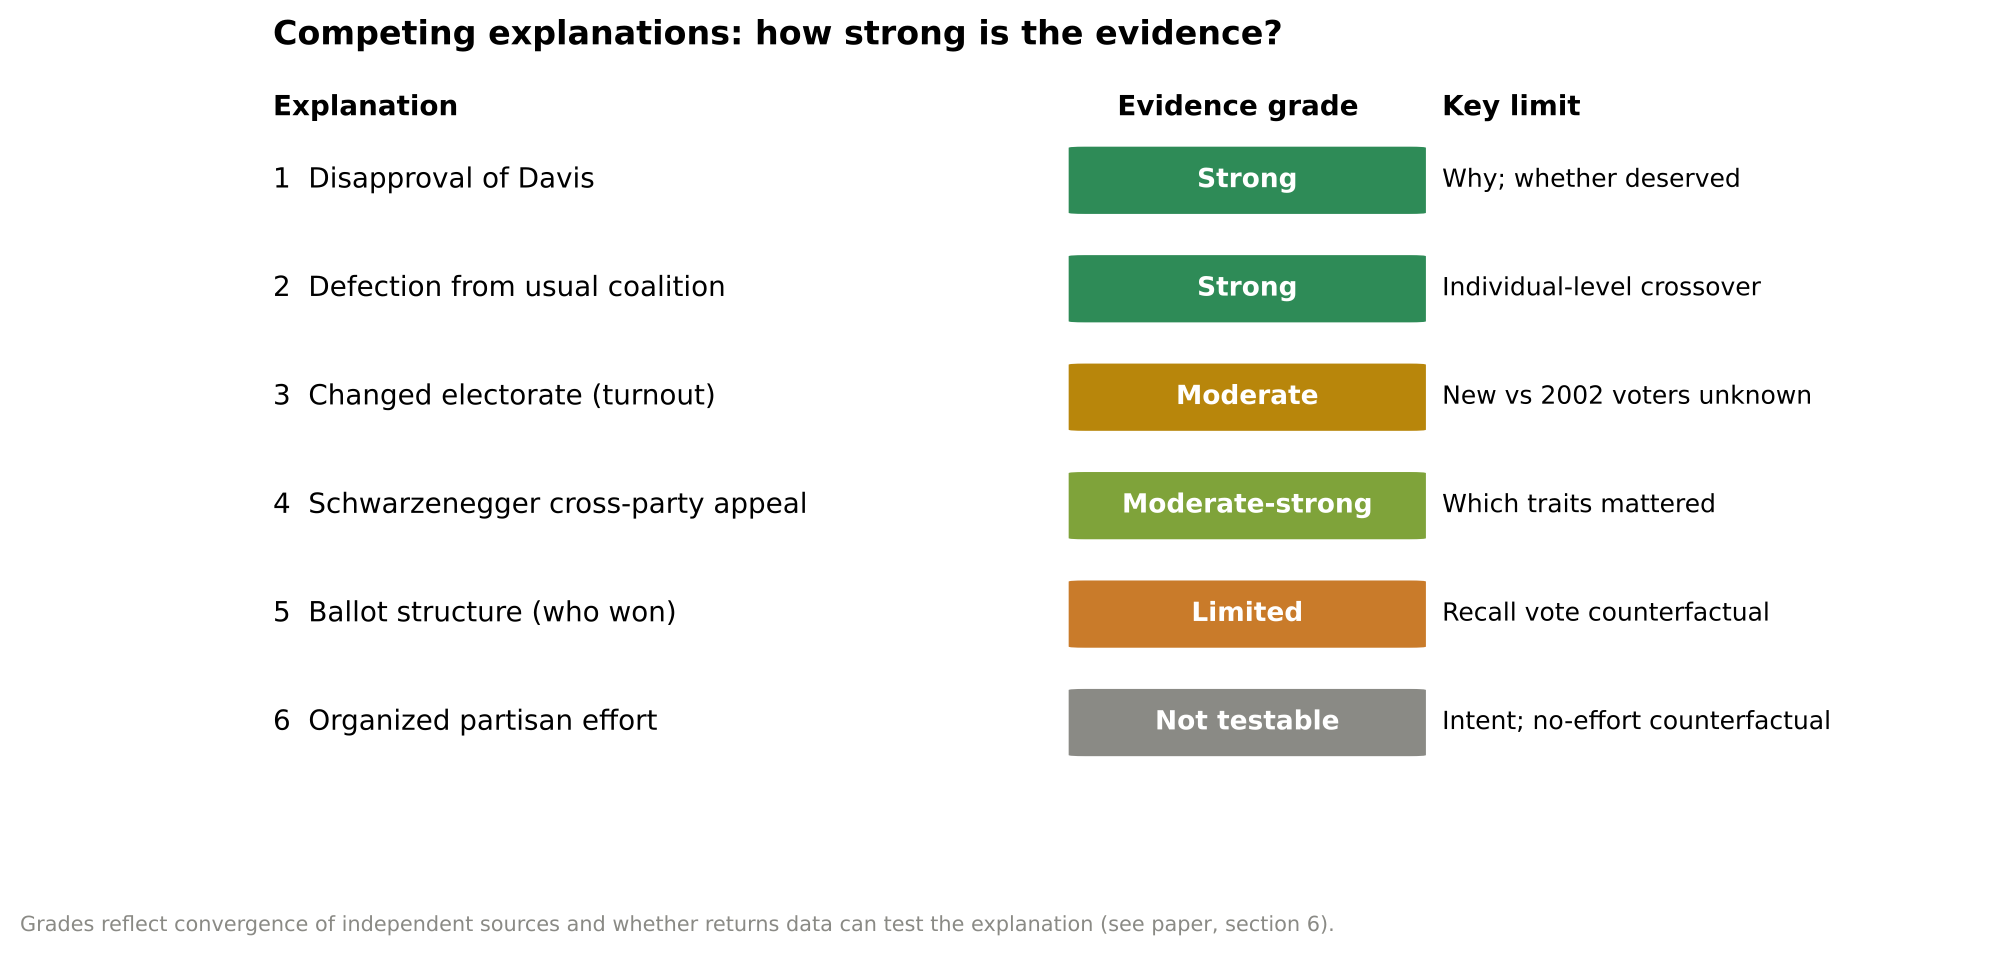 Competing explanations: how strong is the evidence?
Explanation Evidence grade Key limit
1 Disapproval of Davis Strong Why; whether deserved
2 Defection from usual coalition Strong Individual-level crossover
3 Changed electorate (turnout) Moderate New vs 2002 voters unknown
4 Schwarzenegger cross-party appeal Moderate-strong Which traits mattered
5 Ballot structure (who won) Limited Recall vote counterfactual
6 Organized partisan effort Not testable Intent; no-effort counterfactual
Grades reflect convergence of independent sources and whether returns data can test the explanation (see paper, section 6).